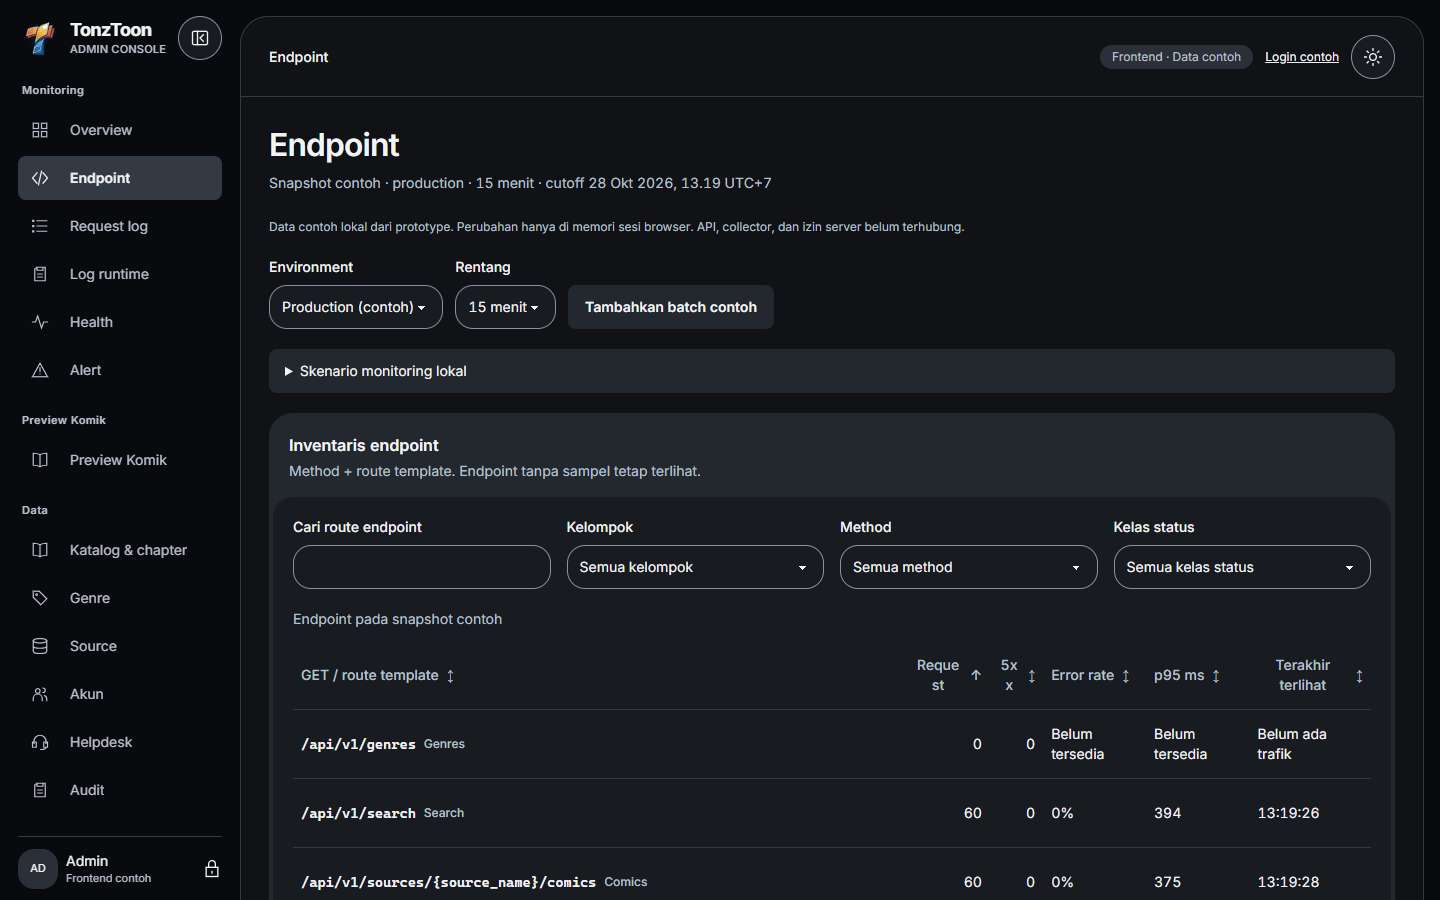 TonzToon
ADMIN CONSOLE
Monitoring
Overview
Endpoint
Request log
Log runtime
Health
Alert
Preview Komik
Preview Komik
Data
Katalog & chapter
Genre
Source
Akun
Helpdesk
Audit
AD
Admin
Frontend contoh
Endpoint
Frontend · Data contoh
Login contoh
Endpoint
Snapshot contoh · production · 15 menit · cutoff 28 Okt 2026, 13.19 UTC+7
Data contoh lokal dari prototype. Perubahan hanya di memori sesi browser. API, collector, dan izin server belum terhubung.
Environment
Rentang
Production (contoh)
15 menit
Tambahkan batch contoh
Skenario monitoring lokal
Inventaris endpoint
Method + route template. Endpoint tanpa sampel tetap terlihat.
Cari route endpoint
Kelompok
Method
Kelas status
Semua kelompok
Semua method
Semua kelas status
Endpoint pada snapshot contoh
GET / route template
Reque
st
5x
x
Error rate
p95 ms
Terakhir
terlihat
/api/v1/genres Genres
0
0
Belum
tersedia
Belum
tersedia
Belum ada
trafik
/api/v1/search Search
60
0
0%
394
13:19:26
/api/v1/sources/{source_name}/comics Comics
60
0
0%
375
13:19:28